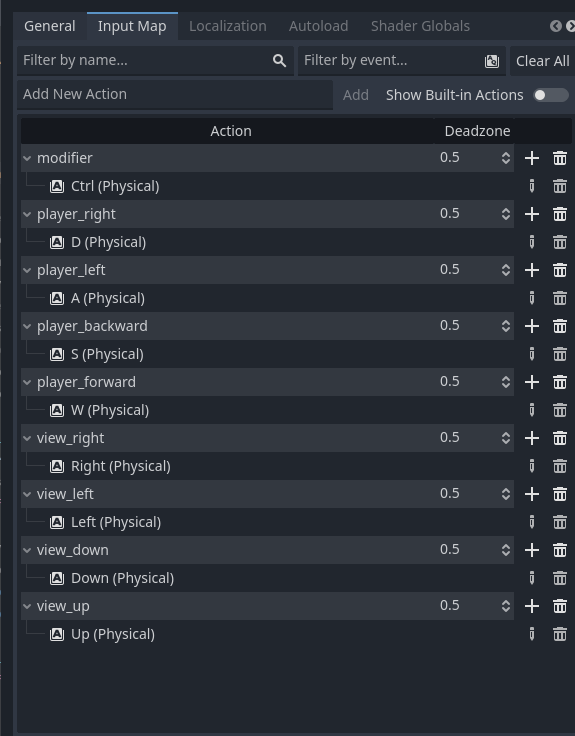 General Input Map Localization Autoload Shader Globals
Filter by name... Filter by event... Clear All
Add New Action Add Show Built-in Actions
Action Deadzone
modifier 0.5
Ctrl (Physical)
player_right 0.5
D (Physical)
player_left 0.5
A (Physical)
player_backward 0.5
S (Physical)
player_forward 0.5
W (Physical)
view_right 0.5
Right (Physical)
view_left 0.5
Left (Physical)
view_down 0.5
Down (Physical)
view_up 0.5
Up (Physical)